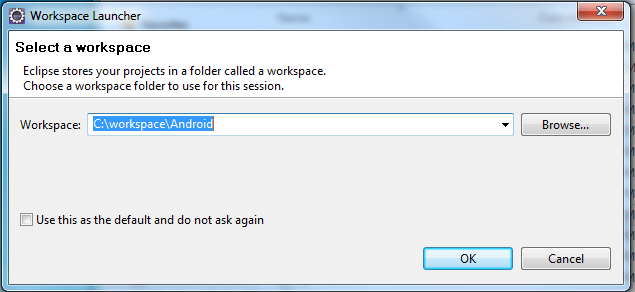 Workspace Launcher
Select a workspace
Eclipse stores your projects in a folder called a workspace.
Choose a workspace folder to use for this session.
Workspace: C:\workspace\Android Browse...
Use this as the default and do not ask again
OK Cancel